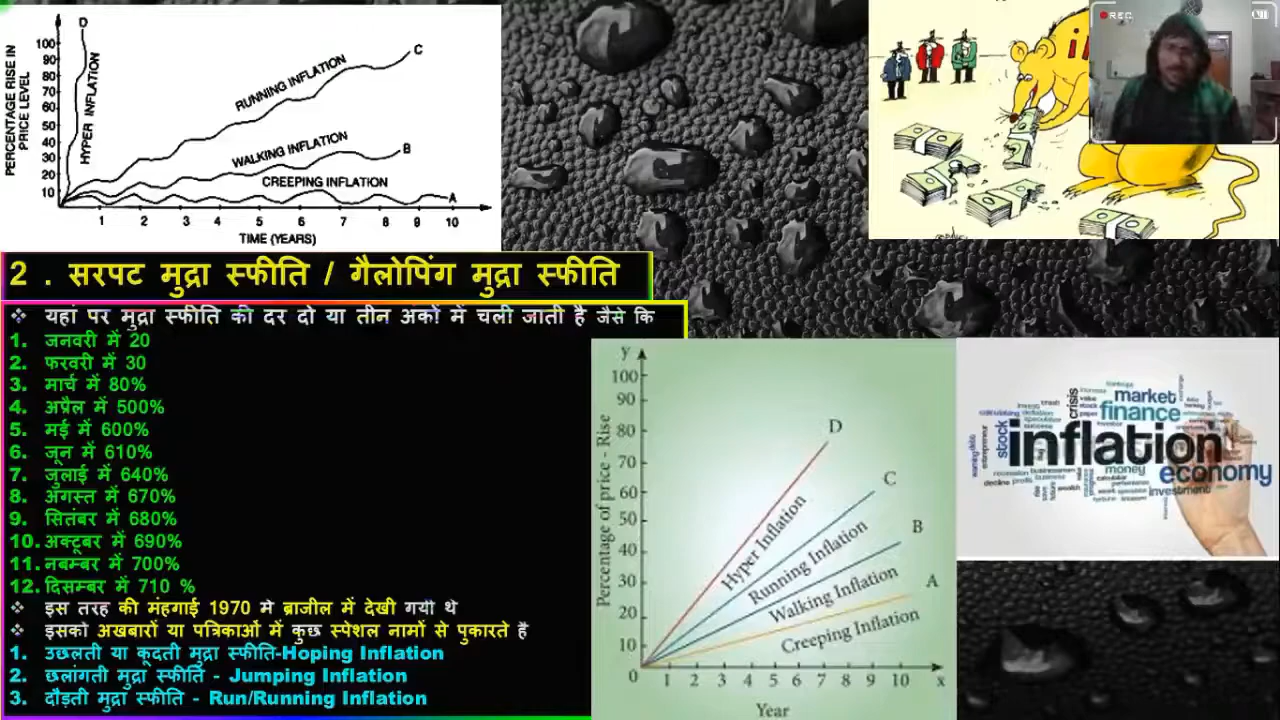 D
100
90
80
70
60
50
40
30
20
10
PERCENTAGE RISE IN
PRICE LEVEL
HYPER INFLATION
RUNNING INFLATION
C
WALKING INFLATION
B
CREEPING INFLATION
A
1 2 3 4 5 6 7 8 9 10
TIME (YEARS)
REC
2 . सरपट मुद्रा स्फीति / गैलोपिंग मुद्रा स्फीति
❖ यहां पर मुद्रा स्फीति की दर दो या तीन अंकों में चली जाती है जैसे कि
1. जनवरी में 20
2. फरवरी में 30
3. मार्च में 80%
4. अप्रैल में 500%
5. मई में 600%
6. जून में 610%
7. जुलाई में 640%
8. अगस्त में 670%
9. सितंबर में 680%
10. अक्टूबर में 690%
11. नबम्बर में 700%
12. दिसम्बर में 710 %
❖ इस तरह की मंहगाई 1970 मे ब्राजील में देखी गयी थे
❖ इसको अखबारों या पत्रिकाओं में कुछ स्पेशल नामों से पुकारते है
1. उछलती या कूदती मुद्रा स्फीति-Hoping Inflation
2. छलांगती मुद्रा स्फीति - Jumping Inflation
3. दौड़ती मुद्रा स्फीति - Run/Running Inflation
y
100
90
80
70
60
50
40
30
20
10
0
Percentage of price - Rise
D
Hyper Inflation
C
Running Inflation
B
Walking Inflation
A
Creeping Inflation
1 2 3 4 5 6 7 8 9 10 x
Year
crisis
market
finance
stock
inflation
money
economy
investment